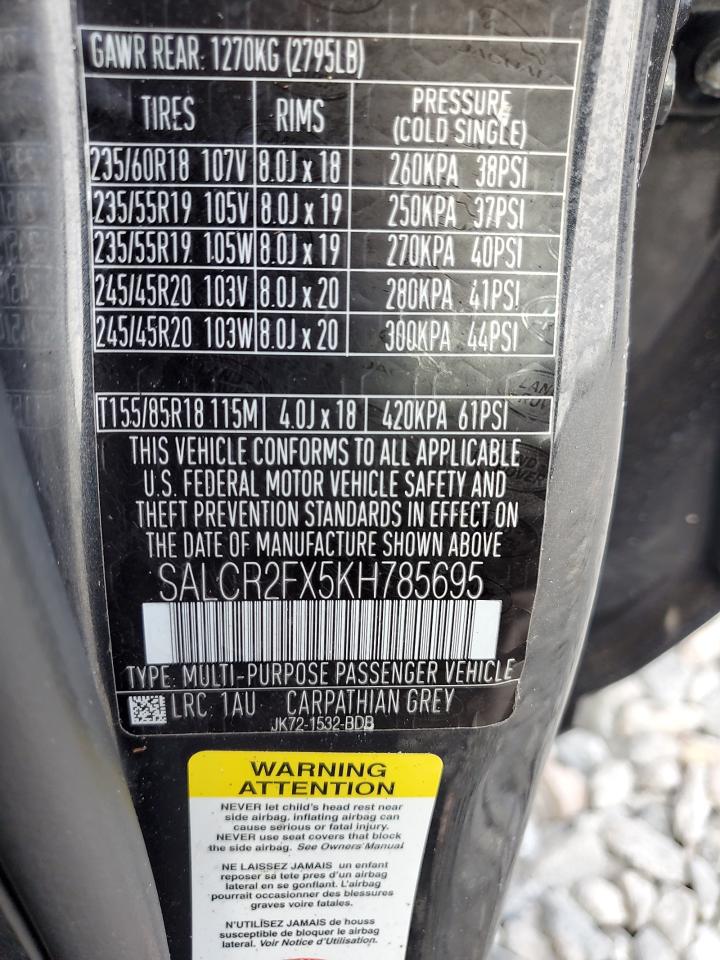 GAWR REAR: 1270KG (2795LB)
TIRES RIMS PRESSURE (COLD SINGLE)
235/60R18 107V 8.0J x 18 260KPA 38PSI
235/55R19 105V 8.0J x 19 250KPA 37PSI
235/55R19 105W 8.0J x 19 270KPA 40PSI
245/45R20 103V 8.0J x 20 280KPA 41PSI
245/45R20 103W 8.0J x 20 300KPA 44PSI
T155/85R18 115M 4.0J x 18 420KPA 61PSI
THIS VEHICLE CONFORMS TO ALL APPLICABLE
U.S. FEDERAL MOTOR VEHICLE SAFETY AND
THEFT PREVENTION STANDARDS IN EFFECT ON
THE DATE OF MANUFACTURE SHOWN ABOVE
SALCR2FX5KH785695
TYPE: MULTI-PURPOSE PASSENGER VEHICLE
LRC: 1AU CARPATHIAN GREY
JK72-1532-BDB
WARNING
ATTENTION
NEVER let child's head rest near
side airbag, inflating airbag can
cause serious or fatal injury.
NEVER use seat covers that block
the side airbag. See Owners Manual
NE LAISSEZ JAMAIS un enfant
reposer sa tete pres d'un airbag
lateral en se gonflant. L'airbag
pourrait occasionner des blessures
graves voire fatales.
N'UTILÍSEZ JAMAIS de houss
susceptible de bloquer le airbag
lateral. Voir Notice d'Utilisation.